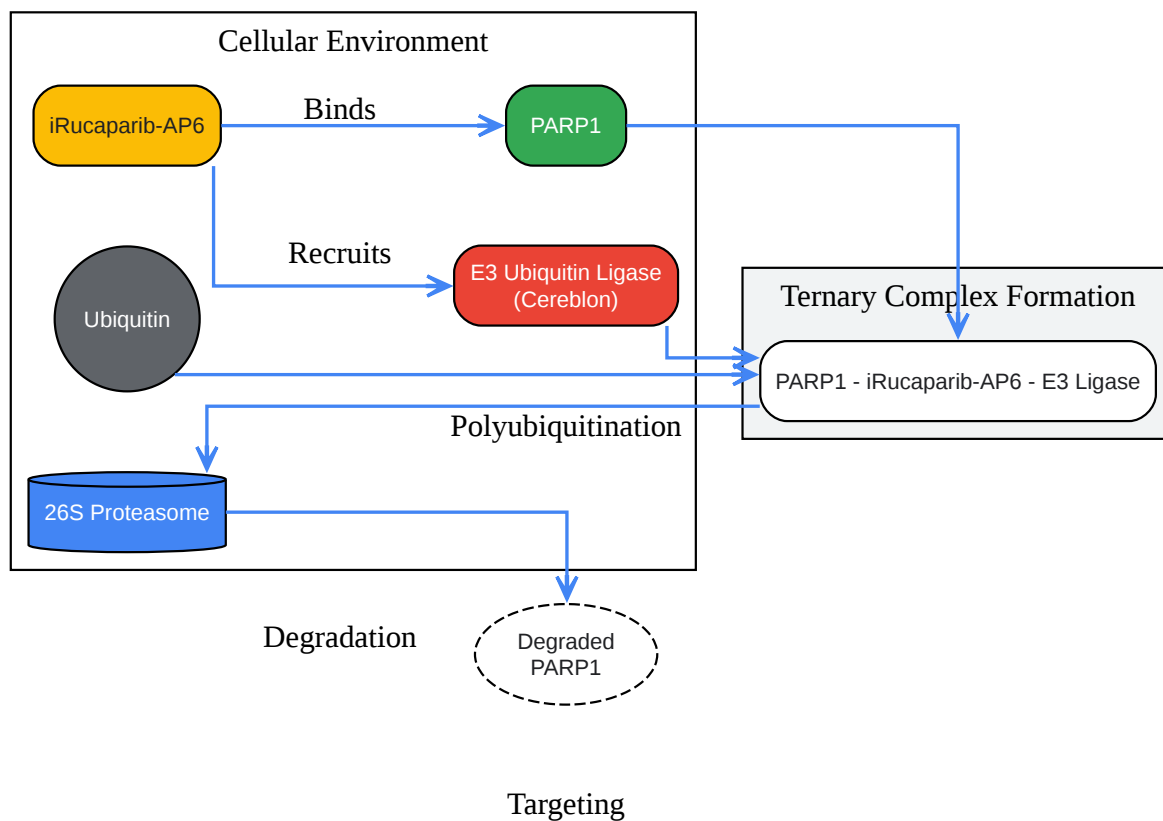 Cellular Environment
iRucaparib-AP6
Binds
PARP1
Recruits
E3 Ubiquitin Ligase
(Cereblon)
Ubiquitin
Ternary Complex Formation
PARP1 - iRucaparib-AP6 - E3 Ligase
Polyubiquitination
26S Proteasome
Degradation
Degraded
PARP1
Targeting